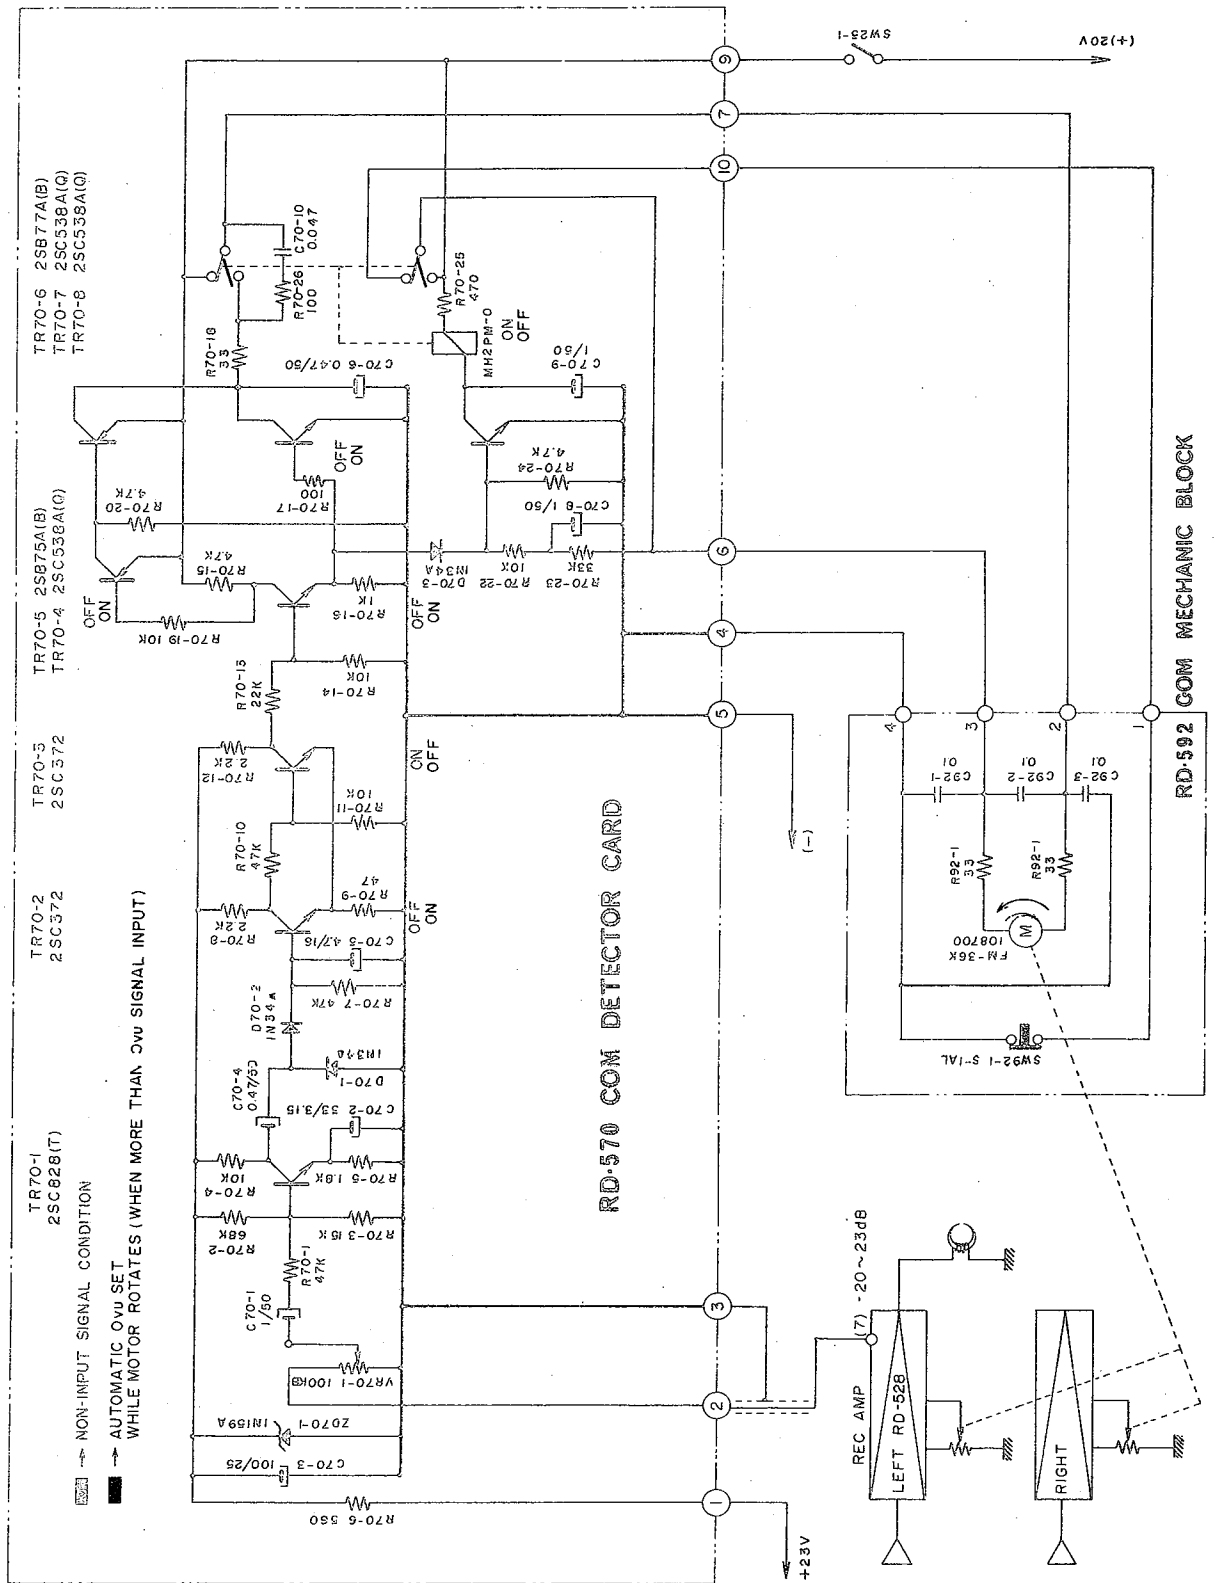 TR70-1
2SC828(T)
TR70-2
2SC372
TR70-3
2SC372
TR70-5 2SB75A(B)
TR70-4 2SC538A(Q)
TR70-6 2SB77A(B)
TR70-7 2SC538A(Q)
TR70-8 2SC538A(Q)
→ NON-INPUT SIGNAL CONDITION
→ AUTOMATIC 0VU SET
WHILE MOTOR ROTATES (WHEN MORE THAN 0VU SIGNAL INPUT)
R70-6
C70-3
100/25
ZD70-1
1N159A
VR70-1 100KB
C70-1
1/50
R70-1
47K
R70-2
68K
R70-3 15K
R70-4
10K
R70-5 1.8K
C70-2 33/3.15
C70-4
0.47/50
D70-1
1N34A
D70-2
1N34A
R70-7 47K
C70-5 47/16
R70-8
2.2K
R70-9
47
OFF
ON
R70-10
47K
R70-11
10K
R70-12
2.2K
ON
OFF
R70-13
22K
R70-14
10K
R70-15
4.7K
R70-16
1K
OFF
ON
R70-19 10K
OFF
ON
R70-20
4.7K
R70-17
100
OFF
ON
R70-18
33
C70-6 0.47/50
R70-26
100
C70-10
0.047
D70-3
1N34A
R70-22
10K
R70-23
33K
C70-8 1/50
R70-24
4.7K
C70-9
1/50
MH2PM-0
ON
OFF
R70-25
470
RD-570 COM DETECTOR CARD
1
2
3
5
4
6
10
7
9
+23V
(-)
SW25-1
(+)20V
REC AMP
(7) -20~23dB
LEFT RD-528
RIGHT
SW92-1 S-1AL
FM-36K
108700
M
R92-1
33
R92-1
33
C92-1
0.1
C92-2
0.1
C92-3
0.1
4
3
2
1
RD-592 COM MECHANIC BLOCK